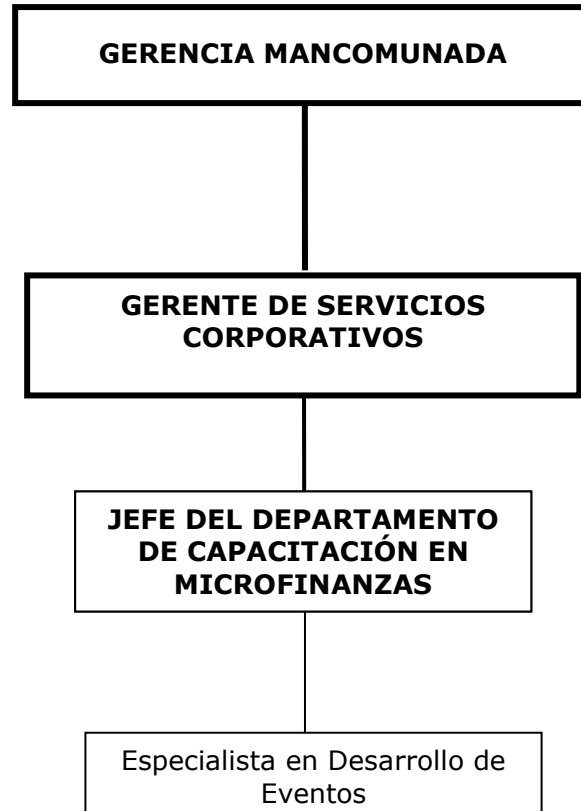 GERENCIA MANCOMUNADA
GERENTE DE SERVICIOS
CORPORATIVOS
JEFE DEL DEPARTAMENTO
DE CAPACITACIÓN EN
MICROFINANZAS
Especialista en Desarrollo de
Eventos